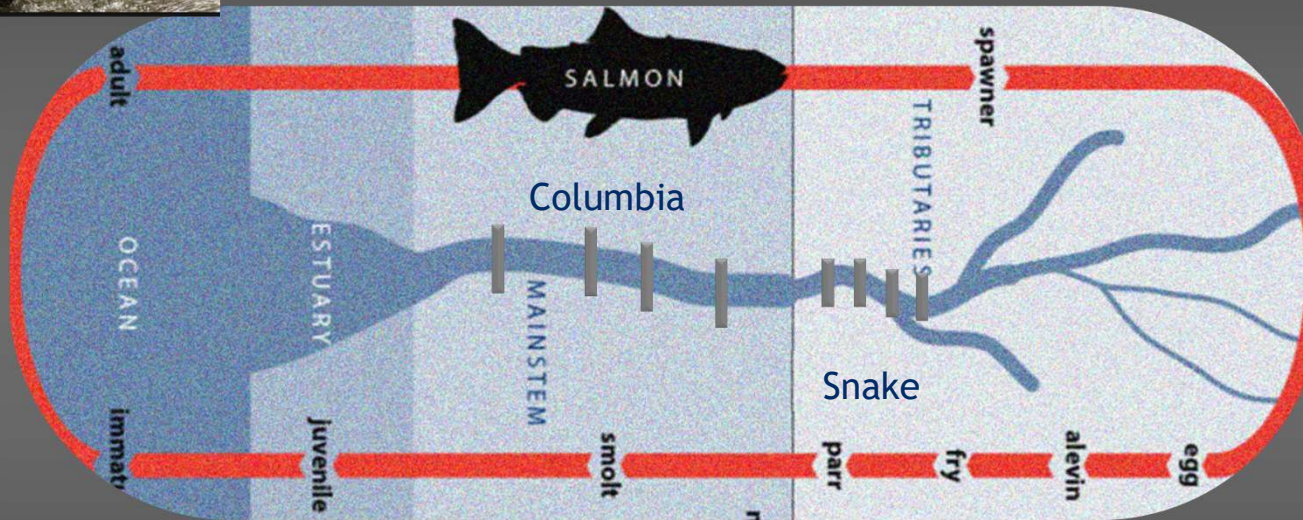 adult
SALMON
spawner
TRIBUTARIES
Columbia
OCEAN
ESTUARY
MAINSTEM
Snake
juvenile
smolt
parr
fry
alevin
egg